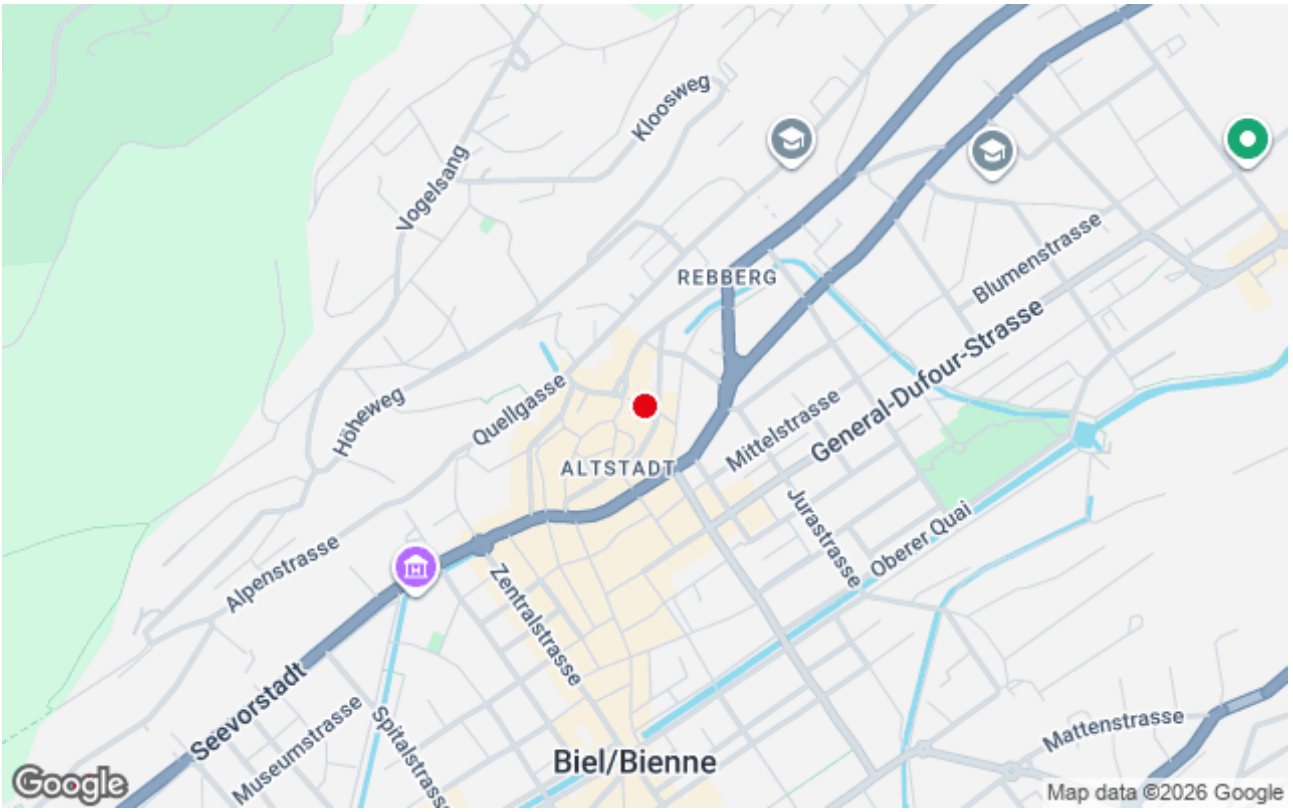 Kloosweg
Vogelsang
REBBERG
Blumenstrasse
General-Dufour-Strasse
Höheweg
Quellgasse
Mittelstrasse
ALTSTADT
Jurastrasse
Oberer Quai
Alpenstrasse
Zentralstrasse
Seevorstadt
Museumstrasse
Spitalstrasse
Mattenstrasse
Biel/Bienne
Google
Map data ©2026 Google